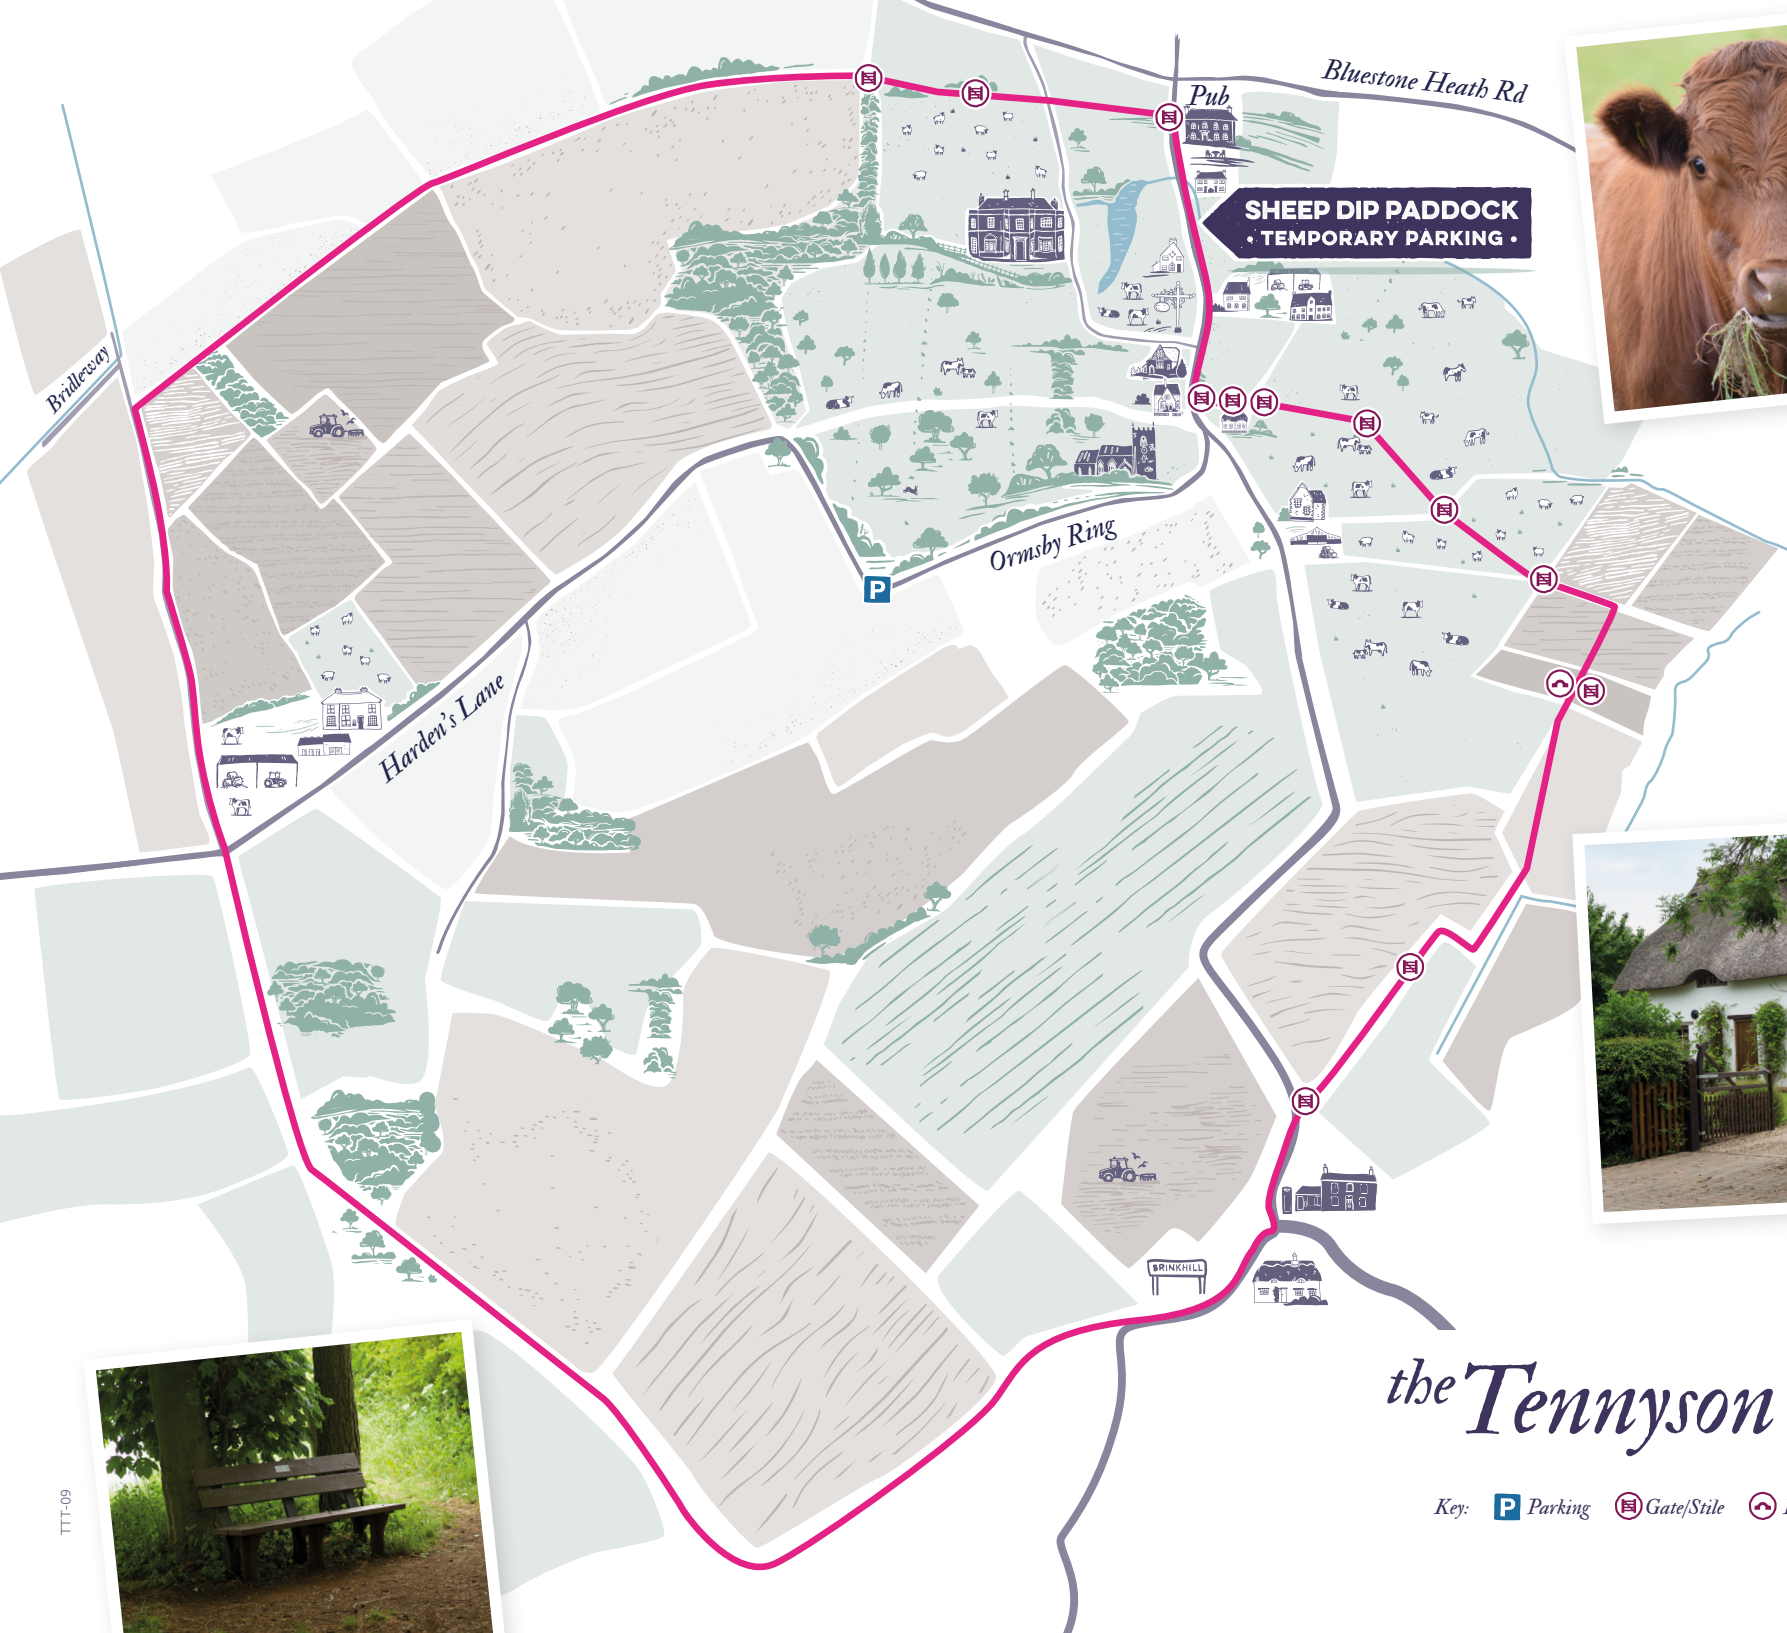 Bluestone Heath Rd
Pub
SHEEP DIP PADDOCK
• TEMPORARY PARKING •
Bridleway
Ormsby Ring
P
Harden's Lane
BRINKHILL
the Tennyson
Key:
P Parking
Gate/Stile
TTT-09